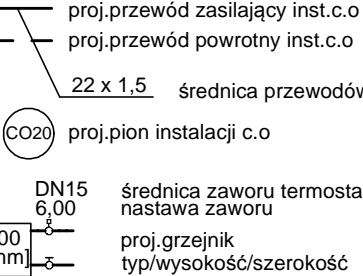 proj.przewód zasilający inst.c.o
proj.przewód powrotny inst.c.o
22 x 1,5 średnica przewodów
CO20 proj.pion instalacji c.o
DN15 średnica zaworu termosta
6,00 nastawa zaworu
proj.grzejnik
typ/wysokość/szerokość